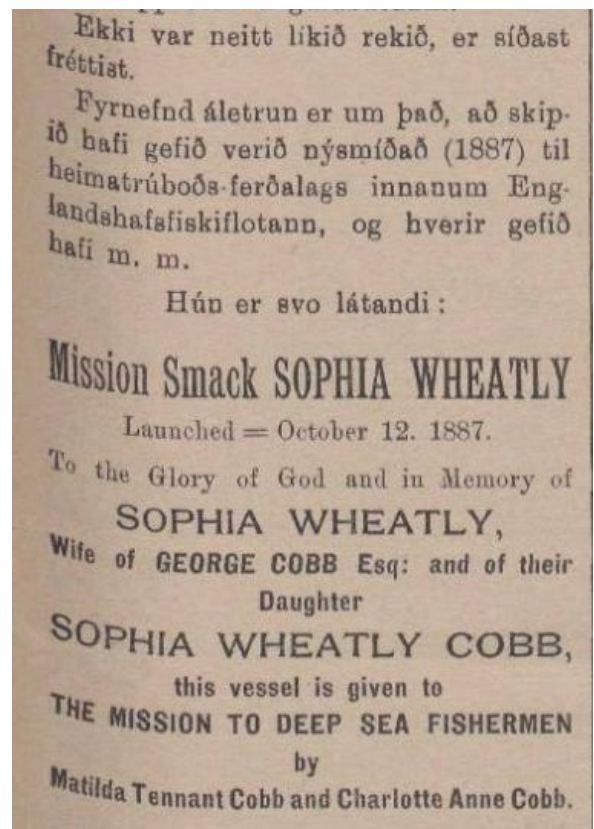 Ekki var neitt líkið rekið, er síðast
fréttist.
Fyrnefnd áletrun er um það, að skip-
ið hafi gefið verið nýsmíðað (1887) til
heimatrúboðs-ferðalags innanum Eng-
landshafsfiskiflotann, og hverir gefið
hafi m. m.
Hún er svo látandi:
Mission Smack SOPHIA WHEATLY
Launched = October 12. 1887.
To the Glory of God and in Memory of
SOPHIA WHEATLY,
Wife of GEORGE COBB Esq: and of their
Daughter
SOPHIA WHEATLY COBB,
this vessel is given to
THE MISSION TO DEEP SEA FISHERMEN
by
Matilda Tennant Cobb and Charlotte Anne Cobb.